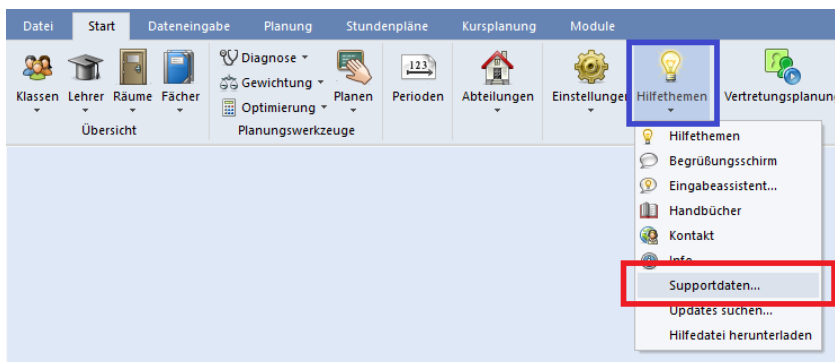 Datei Start Dateneingabe Planung Stundenpläne Kursplanung Module
Diagnose
Gewichtung
Optimierung
Klassen Lehrer Räume Fächer Planen Perioden Abteilungen Einstellungen Hilfethemen Vertretungsplanung
123
Übersicht Planungswerkzeuge
Hilfethemen
Begrüßungsschirm
Eingabeassistent...
Handbücher
Kontakt
Info
Supportdaten...
Updates suchen...
Hilfedatei herunterladen